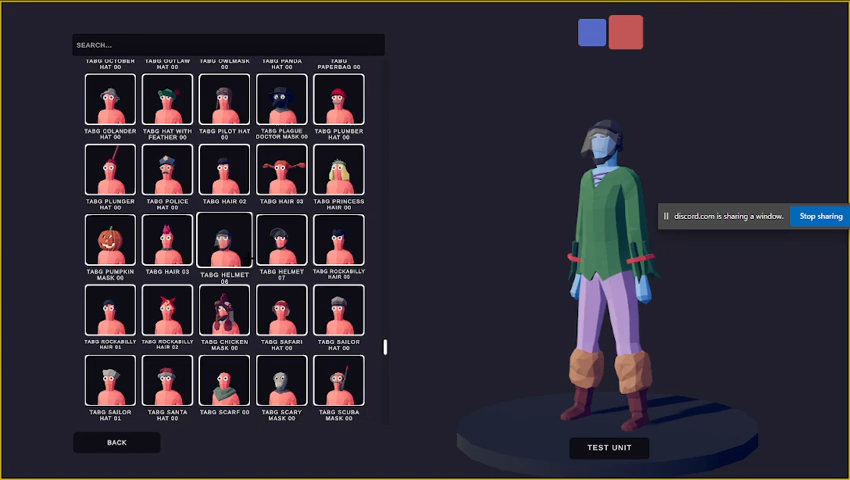 SEARCH...
TABG OCTOBER
HAT 00
TABG OUTLAW
HAT 00
TABG OWLMASK
00
TABG PANDA
HAT 00
TABG
PAPERBAG 00
TABG COLANDER
HAT 00
TABG HAT WITH
FEATHER 00
TABG PILOT HAT
00
TABG PLAGUE
DOCTOR MASK 00
TABG PLUMBER
HAT 00
TABG PLUNGER
HAT 00
TABG POLICE
HAT 00
TABG HAIR 02
TABG HAIR 03
TABG PRINCESS
HAIR 00
TABG PUMPKIN
MASK 00
TABG HAIR 03
TABG HELMET
06
TABG HELMET
07
TABG ROCKABILLY
HAIR 00
TABG ROCKABILLY
HAIR 01
TABG ROCKABILLY
HAIR 02
TABG CHICKEN
MASK 00
TABG SAFARI
HAT 00
TABG SAILOR
HAT 00
TABG SAILOR
HAT 01
TABG SANTA
HAT 00
TABG SCARF 00
TABG SCARY
MASK 00
TABG SCUBA
MASK 00
BACK
discord.com is sharing a window.
Stop sharing
TEST UNIT